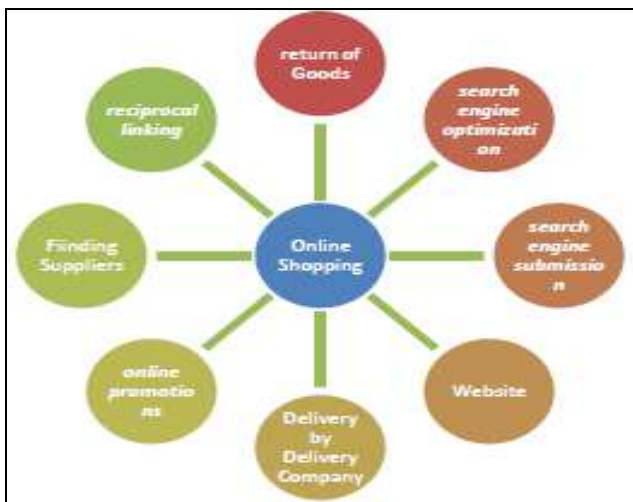 return of
Goods
search
engine
optimizati
on
search
engine
submissio
n
Website
Delivery
by
Delivery
Company
online
promotio
ns
Fiinding
Suppliers
reciprocal
linking
Online
Shopping